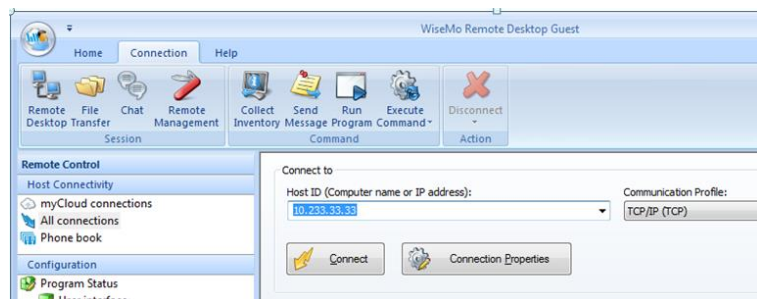 WiseMo Remote Desktop Guest
Home Connection Help
Remote Desktop
File Transfer
Chat
Remote Management
Collect Inventory
Send Message
Run Program
Execute Command
Disconnect
Session
Command
Action
Remote Control
Host Connectivity
myCloud connections
All connections
Phone book
Configuration
Program Status
Connect to
Host ID (Computer name or IP address):
Communication Profile:
10.233.33.33
TCP/IP (TCP)
Connect
Connection Properties